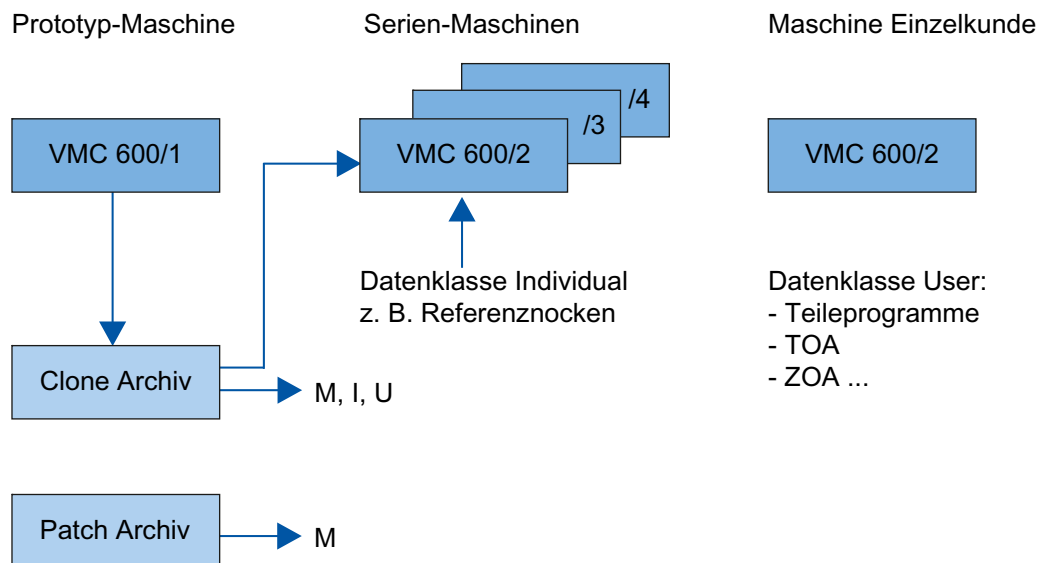 Prototyp-Maschine
Serien-Maschinen
Maschine Einzelkunde
VMC 600/1
VMC 600/2
/3
/4
VMC 600/2
Datenklasse Individual
z. B. Referenznocken
Datenklasse User:
- Teileprogramme
- TOA
- ZOA ...
Clone Archiv
M, I, U
Patch Archiv
M